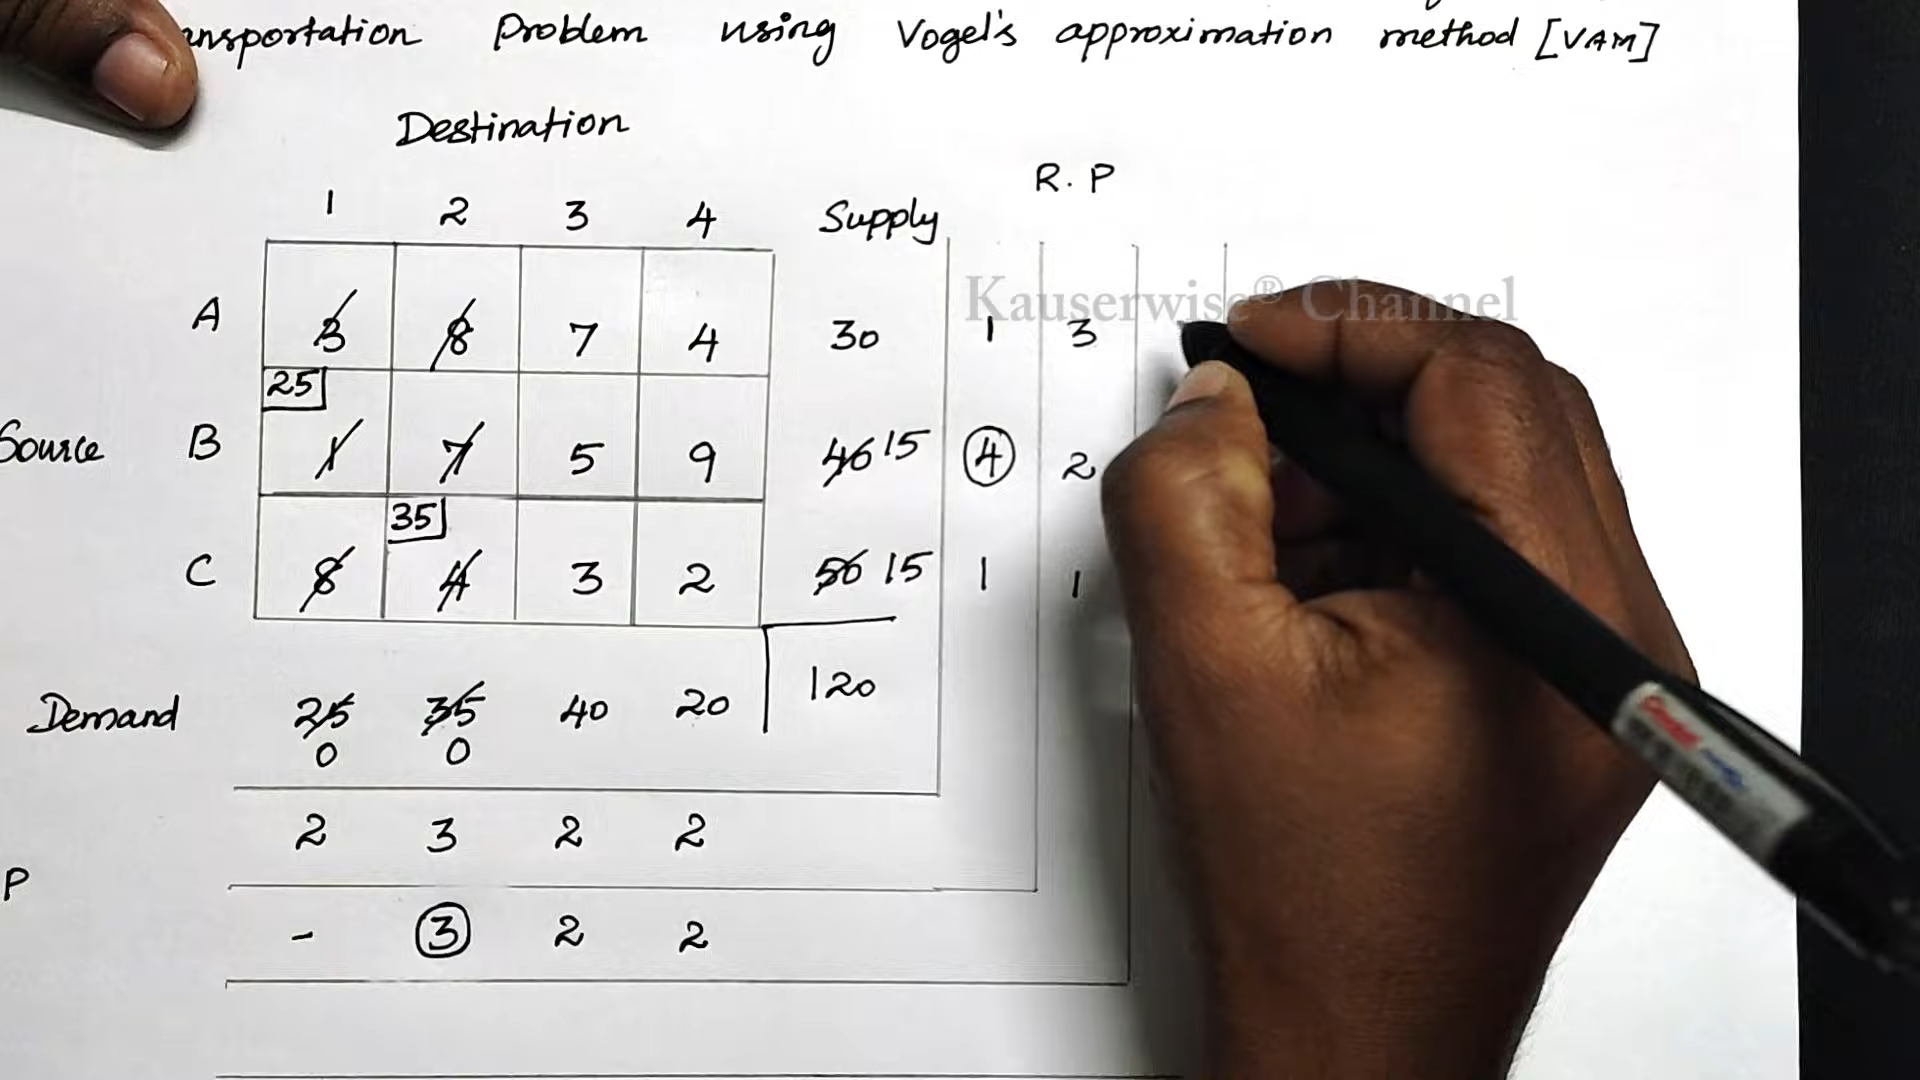 Problem using Vogel's approximation method [VAM]
Destination
R. P
1 2 3 4 Supply
Kauserwise® Channel
A 3 8 7 4 30 1 3
25
Source B 1 7 5 9 40 15 4 2
35
C 8 4 3 2 50 15 1 1
120
Demand 25 35 40 20
0 0
2 3 2 2
P
- 3 2 2